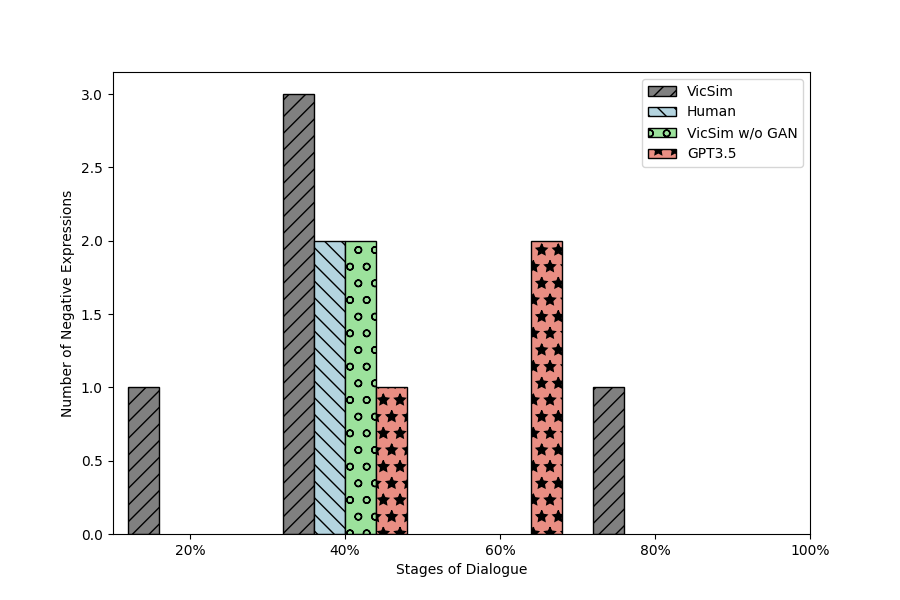 VicSim
Human
VicSim w/o GAN
GPT3.5
3.0
2.5
2.0
1.5
1.0
0.5
0.0
Number of Negative Expressions
20%
40%
60%
80%
100%
Stages of Dialogue